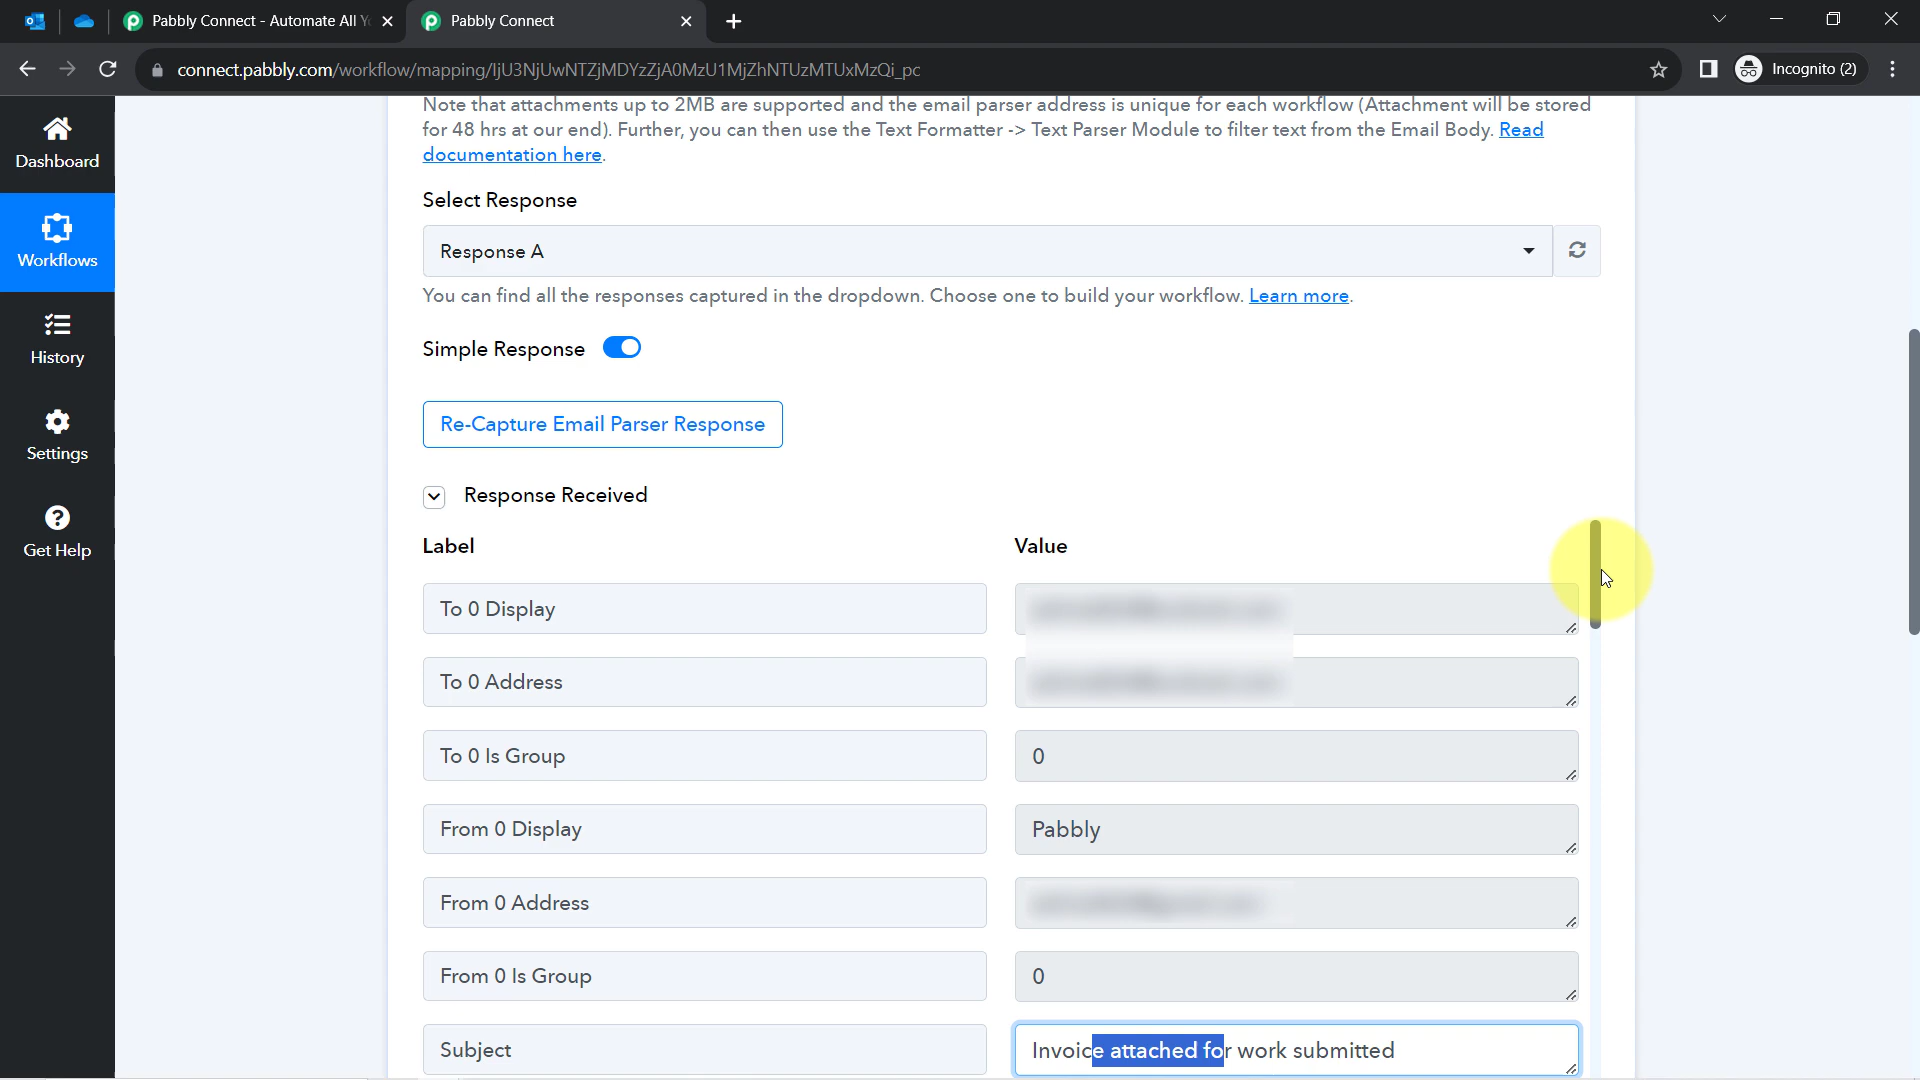 Pabbly Connect - Automate All Y
Pabbly Connect
connect.pabbly.com/workflow/mapping/IjU3NjUwNTZjMDYzZjA0MzU1MjZhNTUzMTUxMzQi_pc
Incognito (2)
Dashboard
Workflows
History
Settings
Get Help
Note that attachments up to 2MB are supported and the email parser address is unique for each workflow (Attachment will be stored
for 48 hrs at our end). Further, you can then use the Text Formatter -> Text Parser Module to filter text from the Email Body. Read
documentation here.
Select Response
Response A
You can find all the responses captured in the dropdown. Choose one to build your workflow. Learn more.
Simple Response
Re-Capture Email Parser Response
Response Received
Label Value
To 0 Display
To 0 Address
To 0 Is Group 0
From 0 Display Pabbly
From 0 Address
From 0 Is Group 0
Subject Invoice attached for work submitted